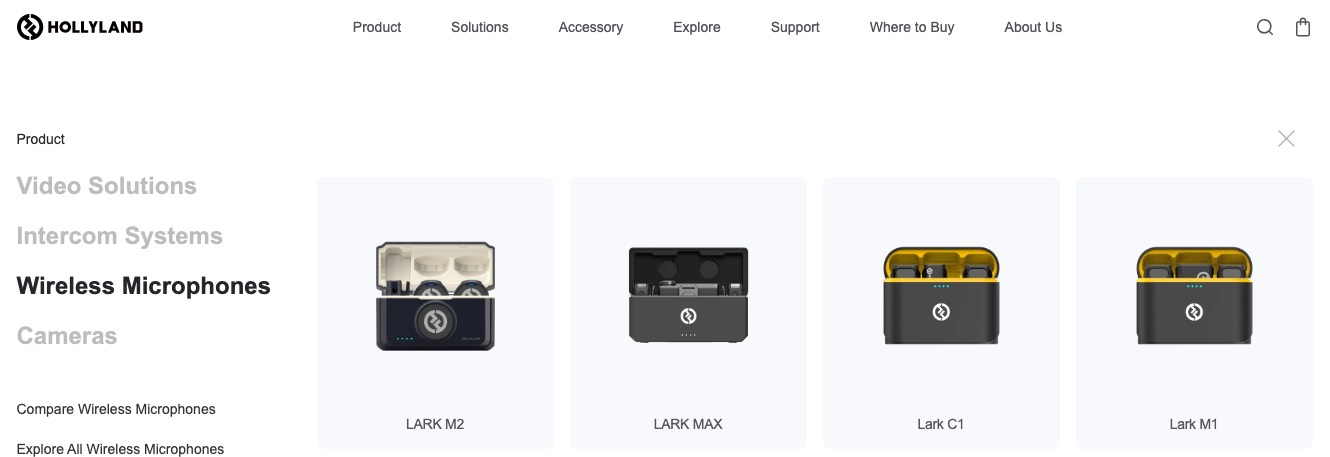 HOLLYLAND
Product
Solutions
Accessory
Explore
Support
Where to Buy
About Us
Product
Video Solutions
Intercom Systems
Wireless Microphones
Cameras
Compare Wireless Microphones
Explore All Wireless Microphones
LARK M2
LARK MAX
Lark C1
Lark M1